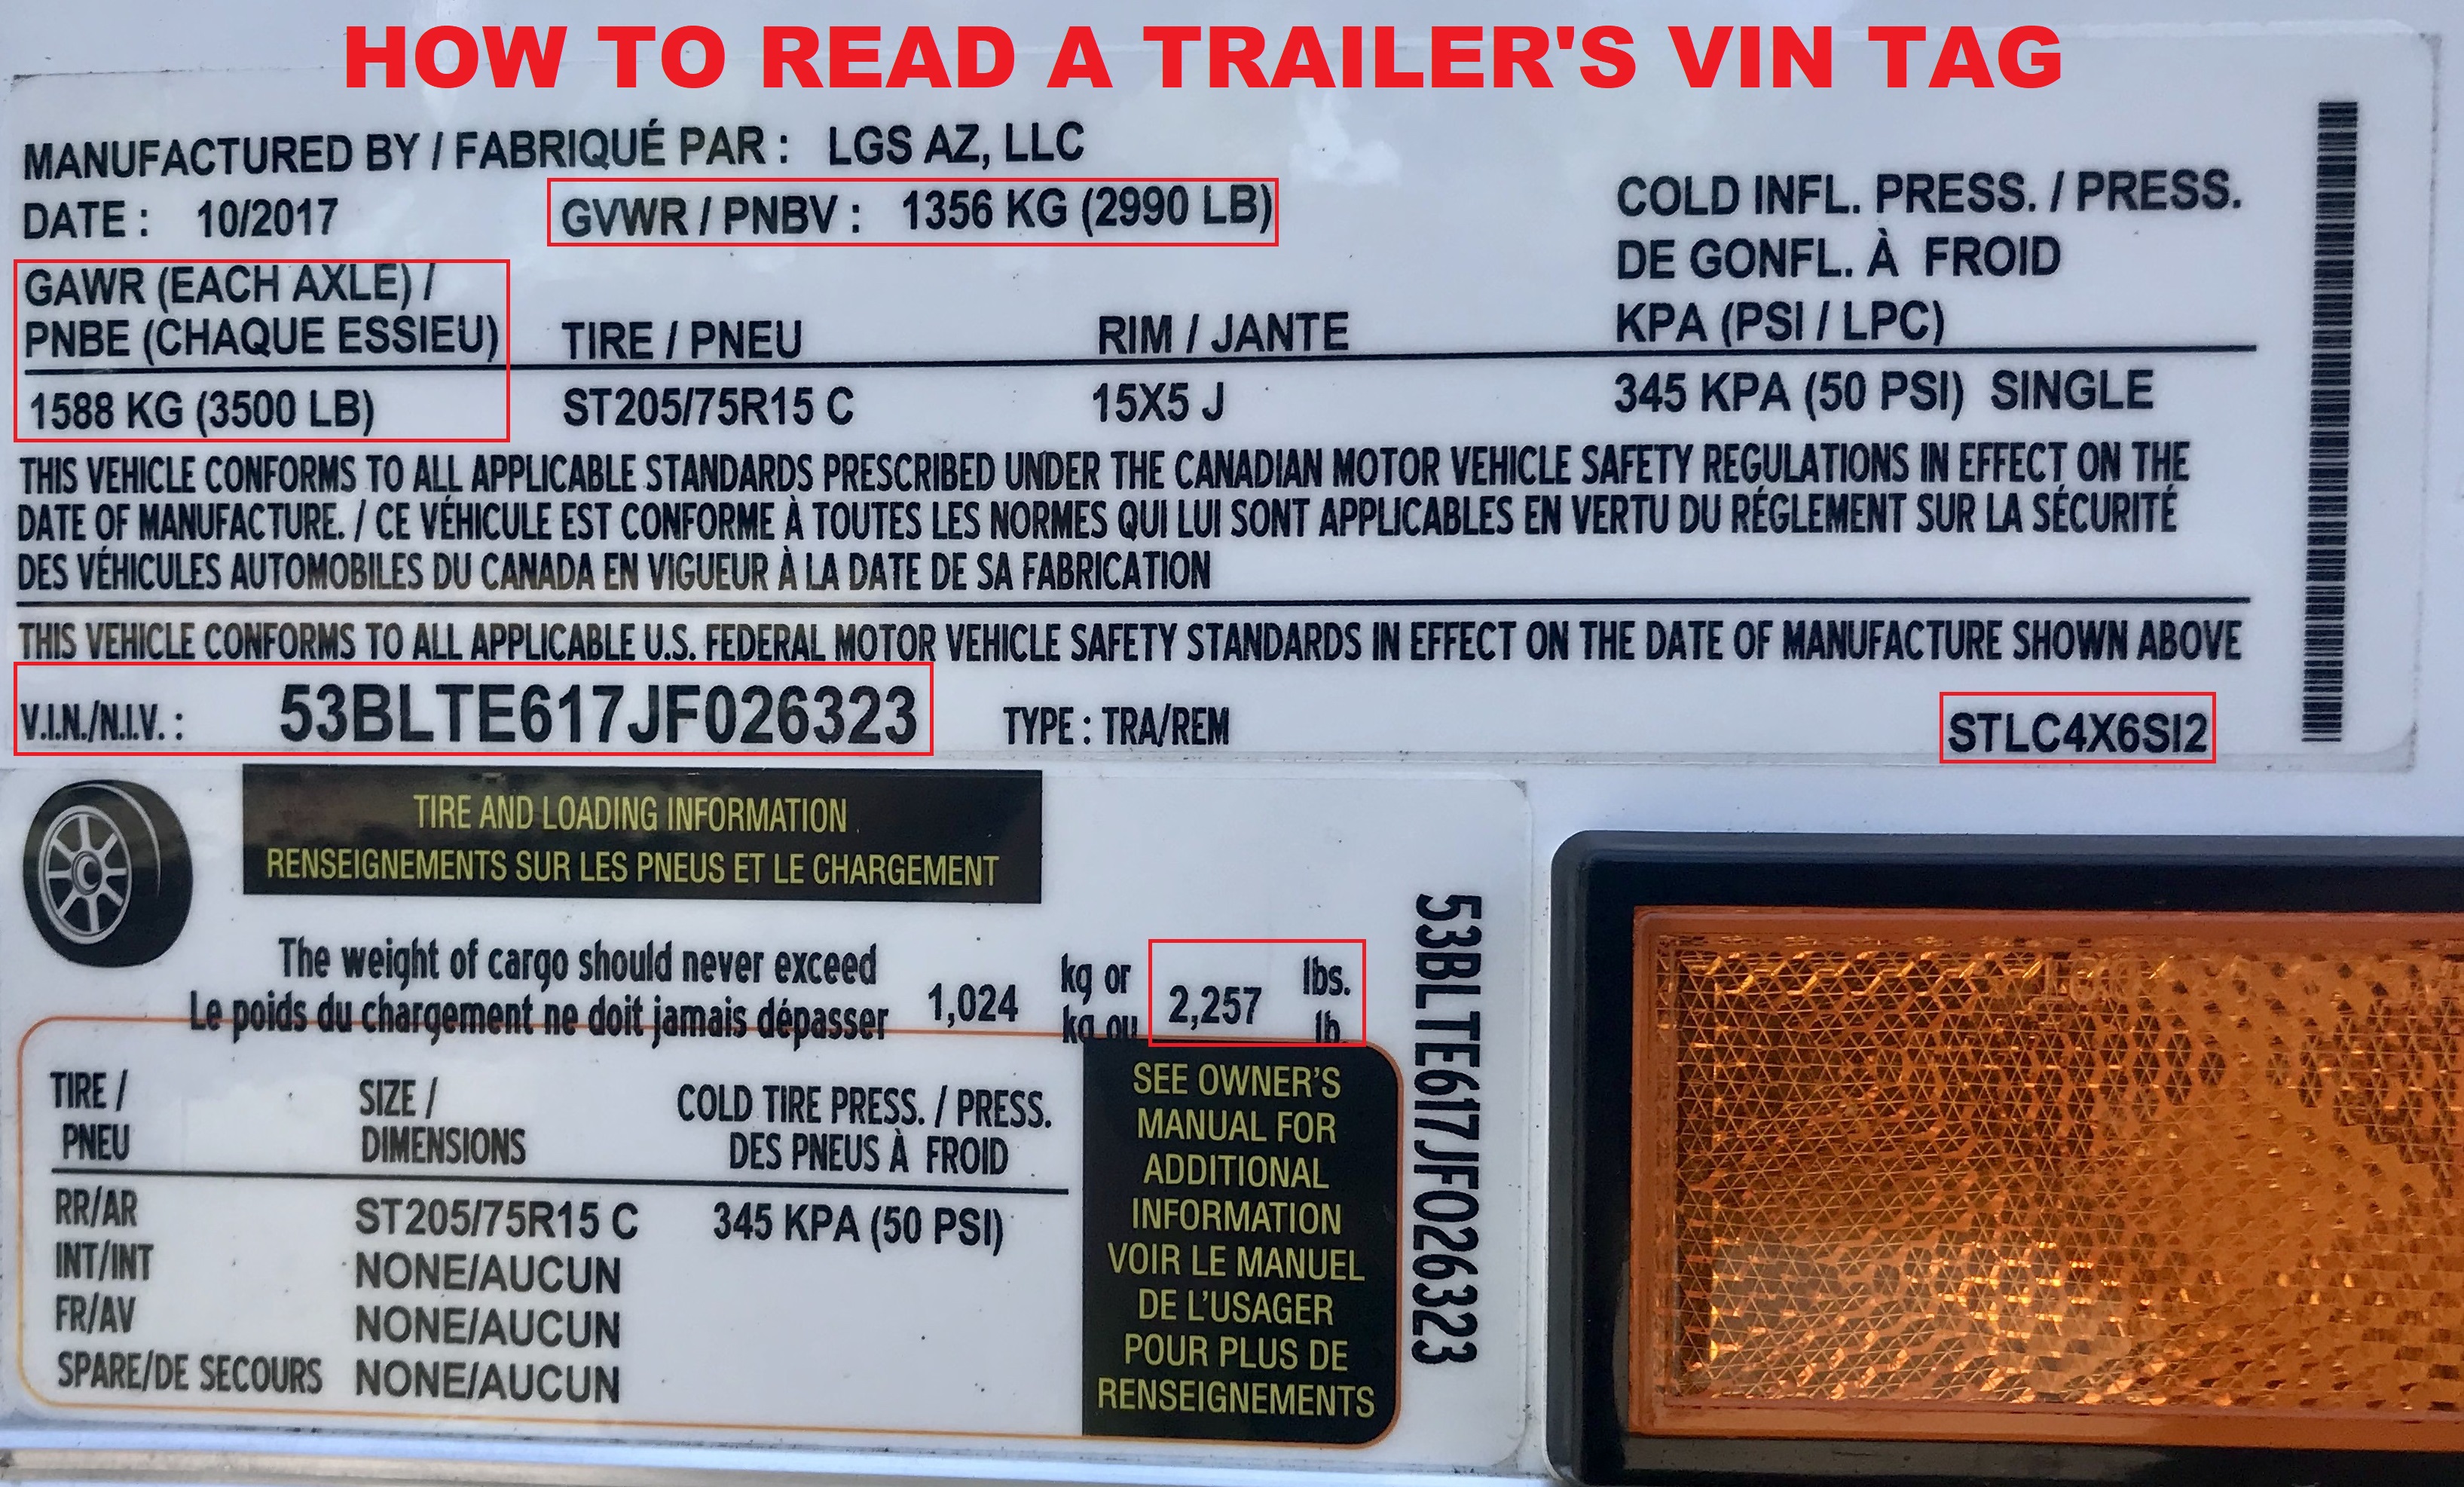 HOW TO READ A TRAILER'S VIN TAG
MANUFACTURED BY / FABRIQUÉ PAR : LGS AZ, LLC
DATE : 10/2017 GVWR / PNBV : 1356 KG (2990 LB)
COLD INFL. PRESS. / PRESS.
DE GONFL. À FROID
KPA (PSI / LPC)
GAWR (EACH AXLE) /
PNBE (CHAQUE ESSIEU) TIRE / PNEU RIM / JANTE
1588 KG (3500 LB) ST205/75R15 C 15X5 J 345 KPA (50 PSI) SINGLE
THIS VEHICLE CONFORMS TO ALL APPLICABLE STANDARDS PRESCRIBED UNDER THE CANADIAN MOTOR VEHICLE SAFETY REGULATIONS IN EFFECT ON THE
DATE OF MANUFACTURE. / CE VÉHICULE EST CONFORME À TOUTES LES NORMES QUI LUI SONT APPLICABLES EN VERTU DU RÉGLEMENT SUR LA SÉCURITÉ
DES VÉHICULES AUTOMOBILES DU CANADA EN VIGUEUR À LA DATE DE SA FABRICATION
THIS VEHICLE CONFORMS TO ALL APPLICABLE U.S. FEDERAL MOTOR VEHICLE SAFETY STANDARDS IN EFFECT ON THE DATE OF MANUFACTURE SHOWN ABOVE
V.I.N./N.I.V. : 53BLTE617JF026323 TYPE : TRA/REM STLC4X6SI2
TIRE AND LOADING INFORMATION
RENSEIGNEMENTS SUR LES PNEUS ET LE CHARGEMENT
The weight of cargo should never exceed 1,024 kg or 2,257 lbs.
Le poids du chargement ne doit jamais dépasser kg ou lb.
TIRE / SIZE / COLD TIRE PRESS. / PRESS.
PNEU DIMENSIONS DES PNEUS À FROID
RR/AR ST205/75R15 C 345 KPA (50 PSI)
INT/INT NONE/AUCUN
FR/AV NONE/AUCUN
SPARE/DE SECOURS NONE/AUCUN
SEE OWNER'S
MANUAL FOR
ADDITIONAL
INFORMATION
VOIR LE MANUEL
DE L'USAGER
POUR PLUS DE
RENSEIGNEMENTS
53BLTE617JF026323